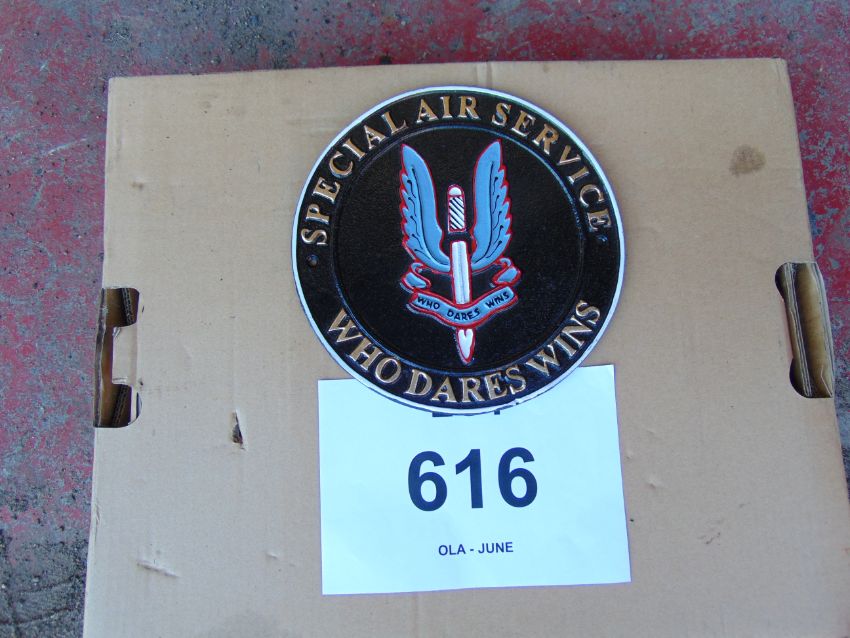 SPECIAL AIR SERVICE
WHO DARES WINS
WHO DARES WINS
616
OLA - JUNE